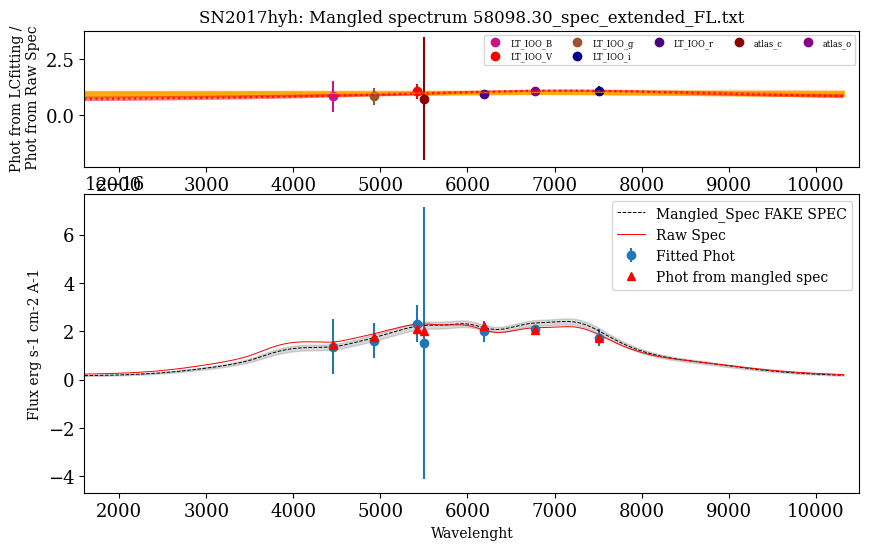 SN2017hyh: Mangled spectrum 58098.30_spec_extended_FL.txt
Phot from LCfitting /
Phot from Raw Spec
2.5
0.0
LT_IOO_B LT_IOO_g LT_IOO_r atlas_c atlas_o
LT_IOO_V LT_IOO_i
2000 3000 4000 5000 6000 7000 8000 9000 10000
1e−16
Flux erg s-1 cm-2 A-1
6
4
2
0
−2
−4
Mangled_Spec FAKE SPEC
Raw Spec
Fitted Phot
Phot from mangled spec
2000 3000 4000 5000 6000 7000 8000 9000 10000
Wavelenght